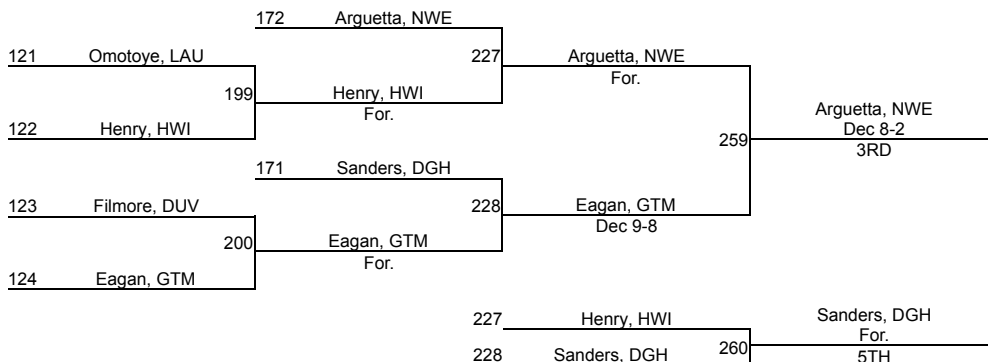 172 Arguetta, NWE
121 Omotoye, LAU
227 Arguetta, NWE
For.
199 Henry, HWI
For.
122 Henry, HWI
Arguetta, NWE
Dec 8-2
259
3RD
171 Sanders, DGH
123 Filmore, DUV
228 Eagan, GTM
Dec 9-8
200 Eagan, GTM
For.
124 Eagan, GTM
227 Henry, HWI
Sanders, DGH
For.
228 Sanders, DGH
260
5TH